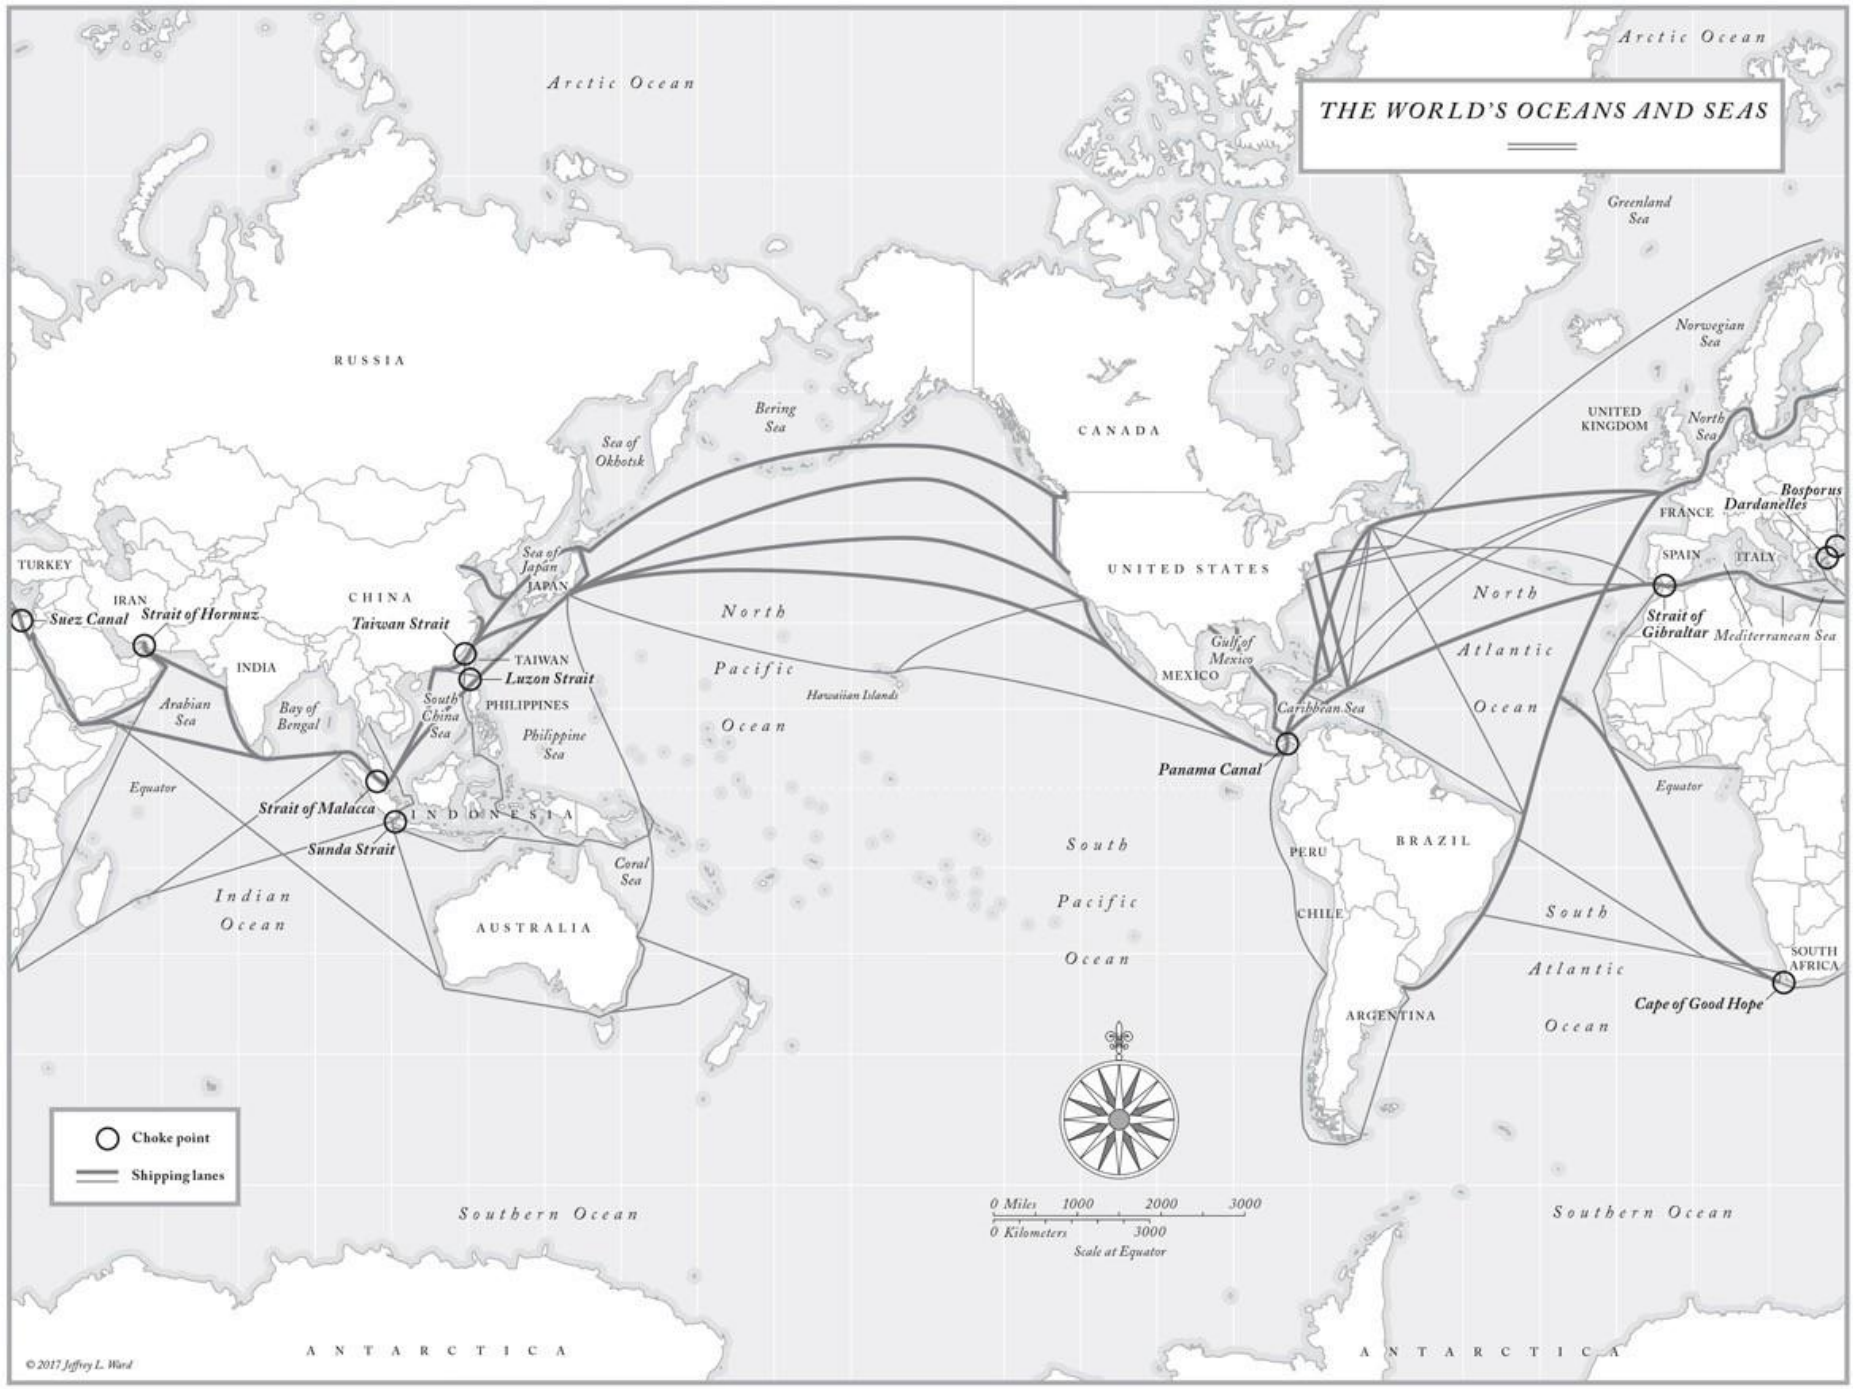 Arctic Ocean
Arctic Ocean
THE WORLD'S OCEANS AND SEAS
Greenland
Sea
Norwegian
Sea
RUSSIA
Bering
Sea
Sea of
Okhotsk
CANADA
UNITED
KINGDOM
North
Sea
Bosporus
Dardanelles
FRANCE
SPAIN
ITALY
TURKEY
Sea of
Japan
JAPAN
CHINA
UNITED STATES
IRAN
Suez Canal
Strait of Hormuz
Taiwan Strait
North
Pacific
Ocean
North
Atlantic
Ocean
Strait of
Gibraltar
Mediterranean Sea
Gulf of
Mexico
MEXICO
INDIA
TAIWAN
Luzon Strait
Hawaiian Islands
Arabian
Sea
Bay of
Bengal
South
China
Sea
PHILIPPINES
Philippine
Sea
Caribbean Sea
Panama Canal
Equator
Equator
Strait of Malacca
INDONESIA
Sunda Strait
Coral
Sea
South
Pacific
Ocean
PERU
BRAZIL
Indian
Ocean
AUSTRALIA
CHILE
South
Atlantic
Ocean
SOUTH
AFRICA
Cape of Good Hope
ARGENTINA
Choke point
Shipping lanes
0 Miles 1000 2000 3000
0 Kilometers 3000
Scale at Equator
Southern Ocean
Southern Ocean
ANTARCTICA
ANTARCTICA
© 2017 Jeffrey L. Ward